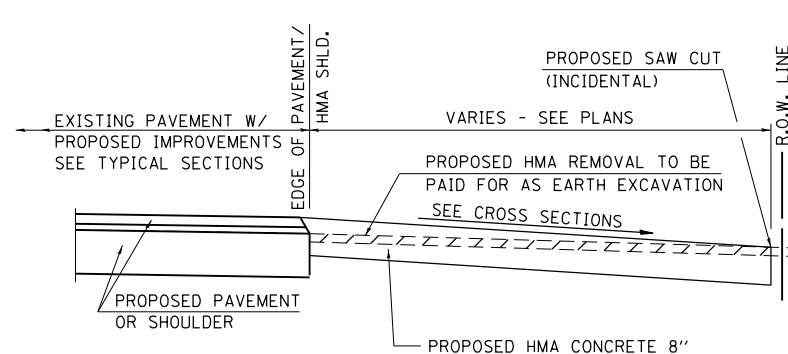 EDGE OF PAVEMENT/
HMA SHLD.
PROPOSED SAW CUT
(INCIDENTAL)
R.O.W. LINE
EXISTING PAVEMENT W/
PROPOSED IMPROVEMENTS
SEE TYPICAL SECTIONS
VARIES - SEE PLANS
PROPOSED HMA REMOVAL TO BE
PAID FOR AS EARTH EXCAVATION
SEE CROSS SECTIONS
PROPOSED PAVEMENT
OR SHOULDER
PROPOSED HMA CONCRETE 8''